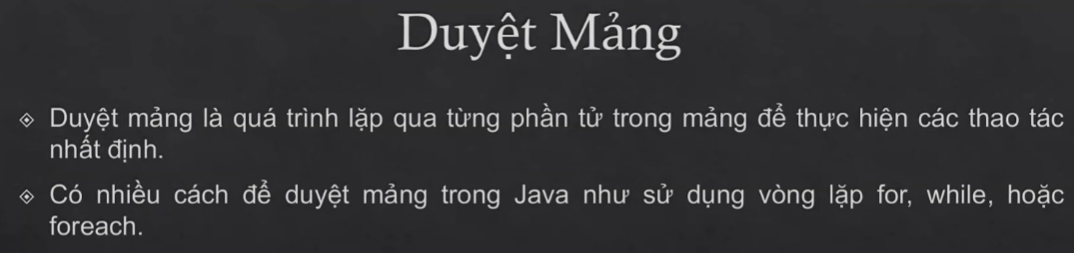 Duyệt Mảng
Duyệt mảng là quá trình lặp qua từng phần tử trong mảng để thực hiện các thao tác
nhất định.
Có nhiều cách để duyệt mảng trong Java như sử dụng vòng lặp for, while, hoặc
foreach.